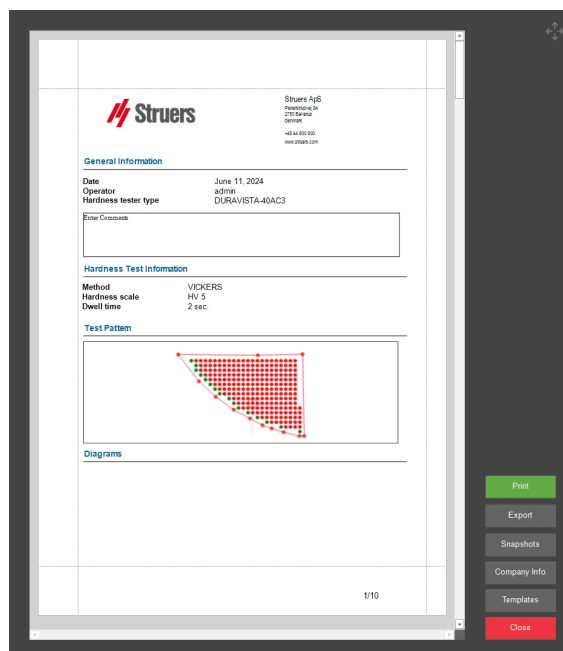 Struers
Struers ApS
Pederstrupvej 84
2750 Ballerup
Denmark
+45 44 600 800
www.struers.com
General Information
Date June 11, 2024
Operator admin
Hardness tester type DURAVISTA-40AC3
Enter Comments
Hardness Test Information
Method VICKERS
Hardness scale HV 5
Dwell time 2 sec.
Test Pattern
Diagrams
1/10
Print
Export
Snapshots
Company Info
Templates
Close